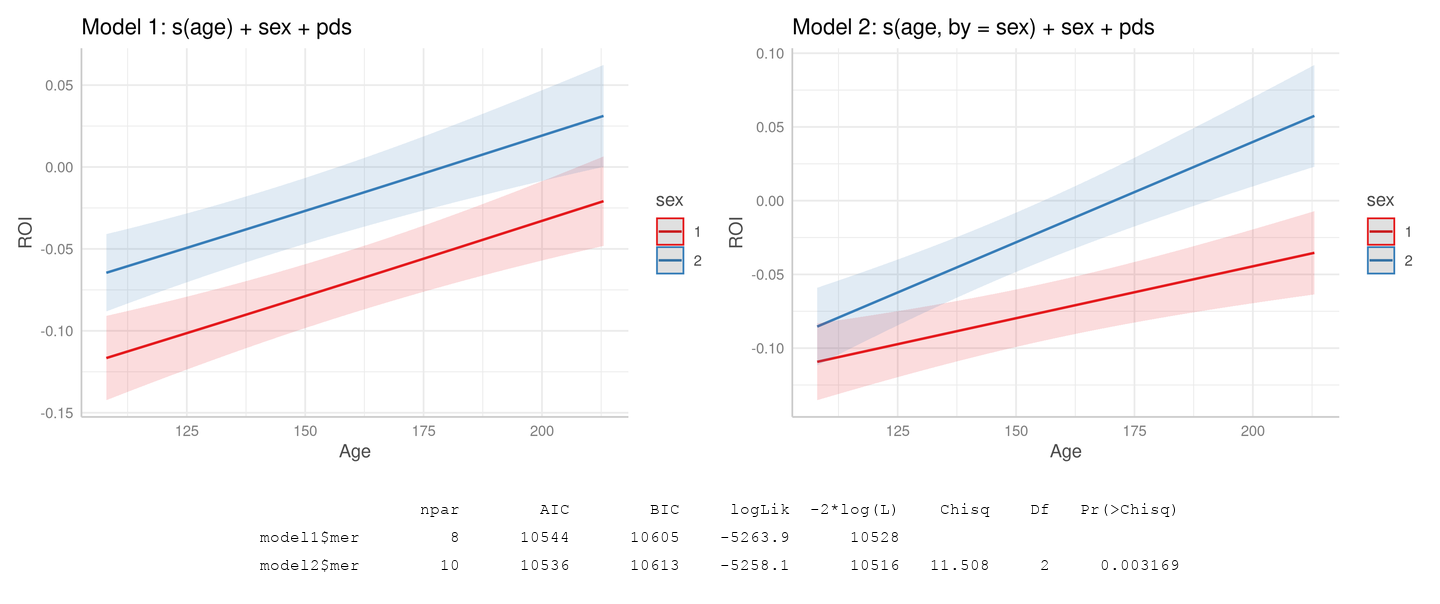 Model 1: s(age) + sex + pds
0.05
0.00
-0.05
-0.10
-0.15
ROI
125 150 175 200
Age
sex
1
2
Model 2: s(age, by = sex) + sex + pds
0.10
0.05
0.00
-0.05
-0.10
ROI
125 150 175 200
Age
sex
1
2
npar AIC BIC logLik -2*log(L) Chisq Df Pr(>Chisq)
model1$mer 8 10544 10605 -5263.9 10528
model2$mer 10 10536 10613 -5258.1 10516 11.508 2 0.003169